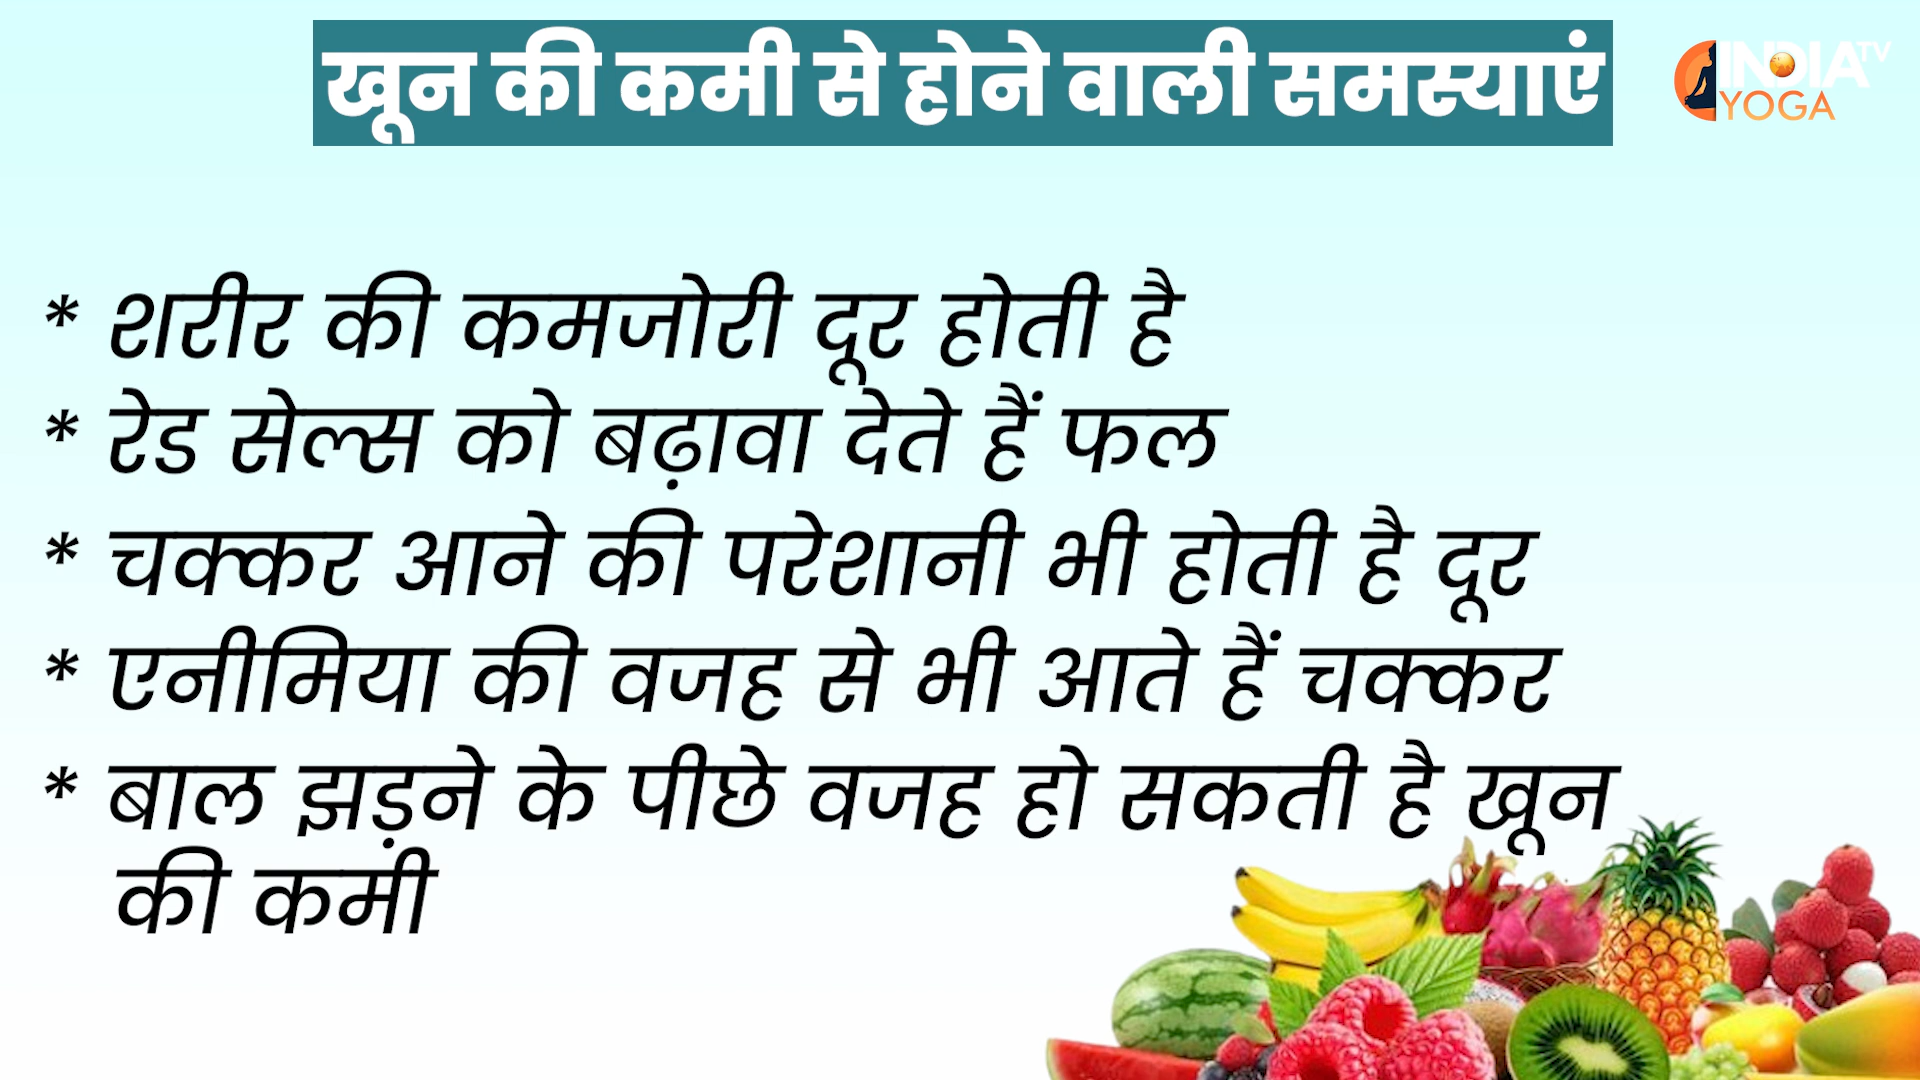 खून की कमी से होने वाली समस्याएं
INDIA TV
YOGA
* शरीर की कमजोरी दूर होती है
* रेड सेल्स को बढ़ावा देते हैं फल
* चक्कर आने की परेशानी भी होती है दूर
* एनीमिया की वजह से भी आते हैं चक्कर
* बाल झड़ने के पीछे वजह हो सकती है खून
की कमी